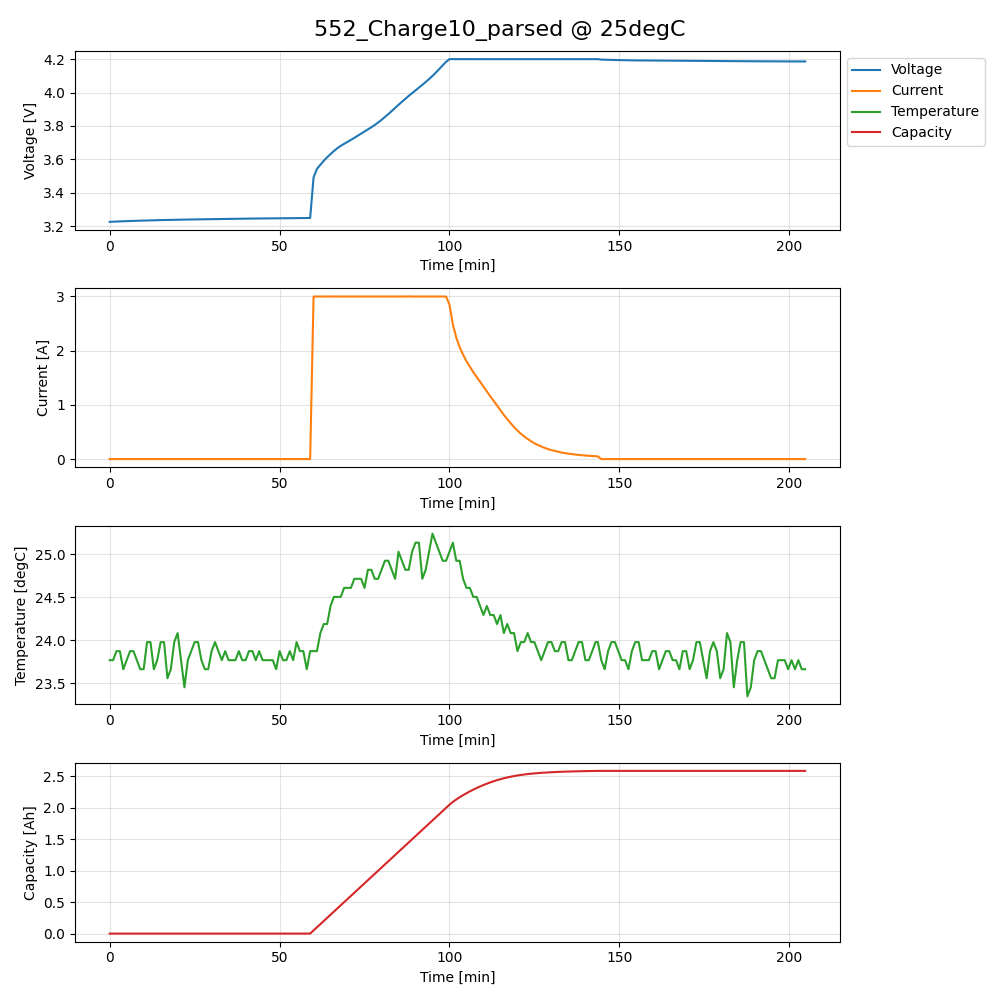 552_Charge10_parsed @ 25degC
Voltage [V]
4.2
4.0
3.8
3.6
3.4
3.2
0 50 100 150 200
Time [min]
Voltage
Current
Temperature
Capacity
Current [A]
3
2
1
0
0 50 100 150 200
Time [min]
Temperature [degC]
25.0
24.5
24.0
23.5
0 50 100 150 200
Time [min]
Capacity [Ah]
2.5
2.0
1.5
1.0
0.5
0.0
0 50 100 150 200
Time [min]